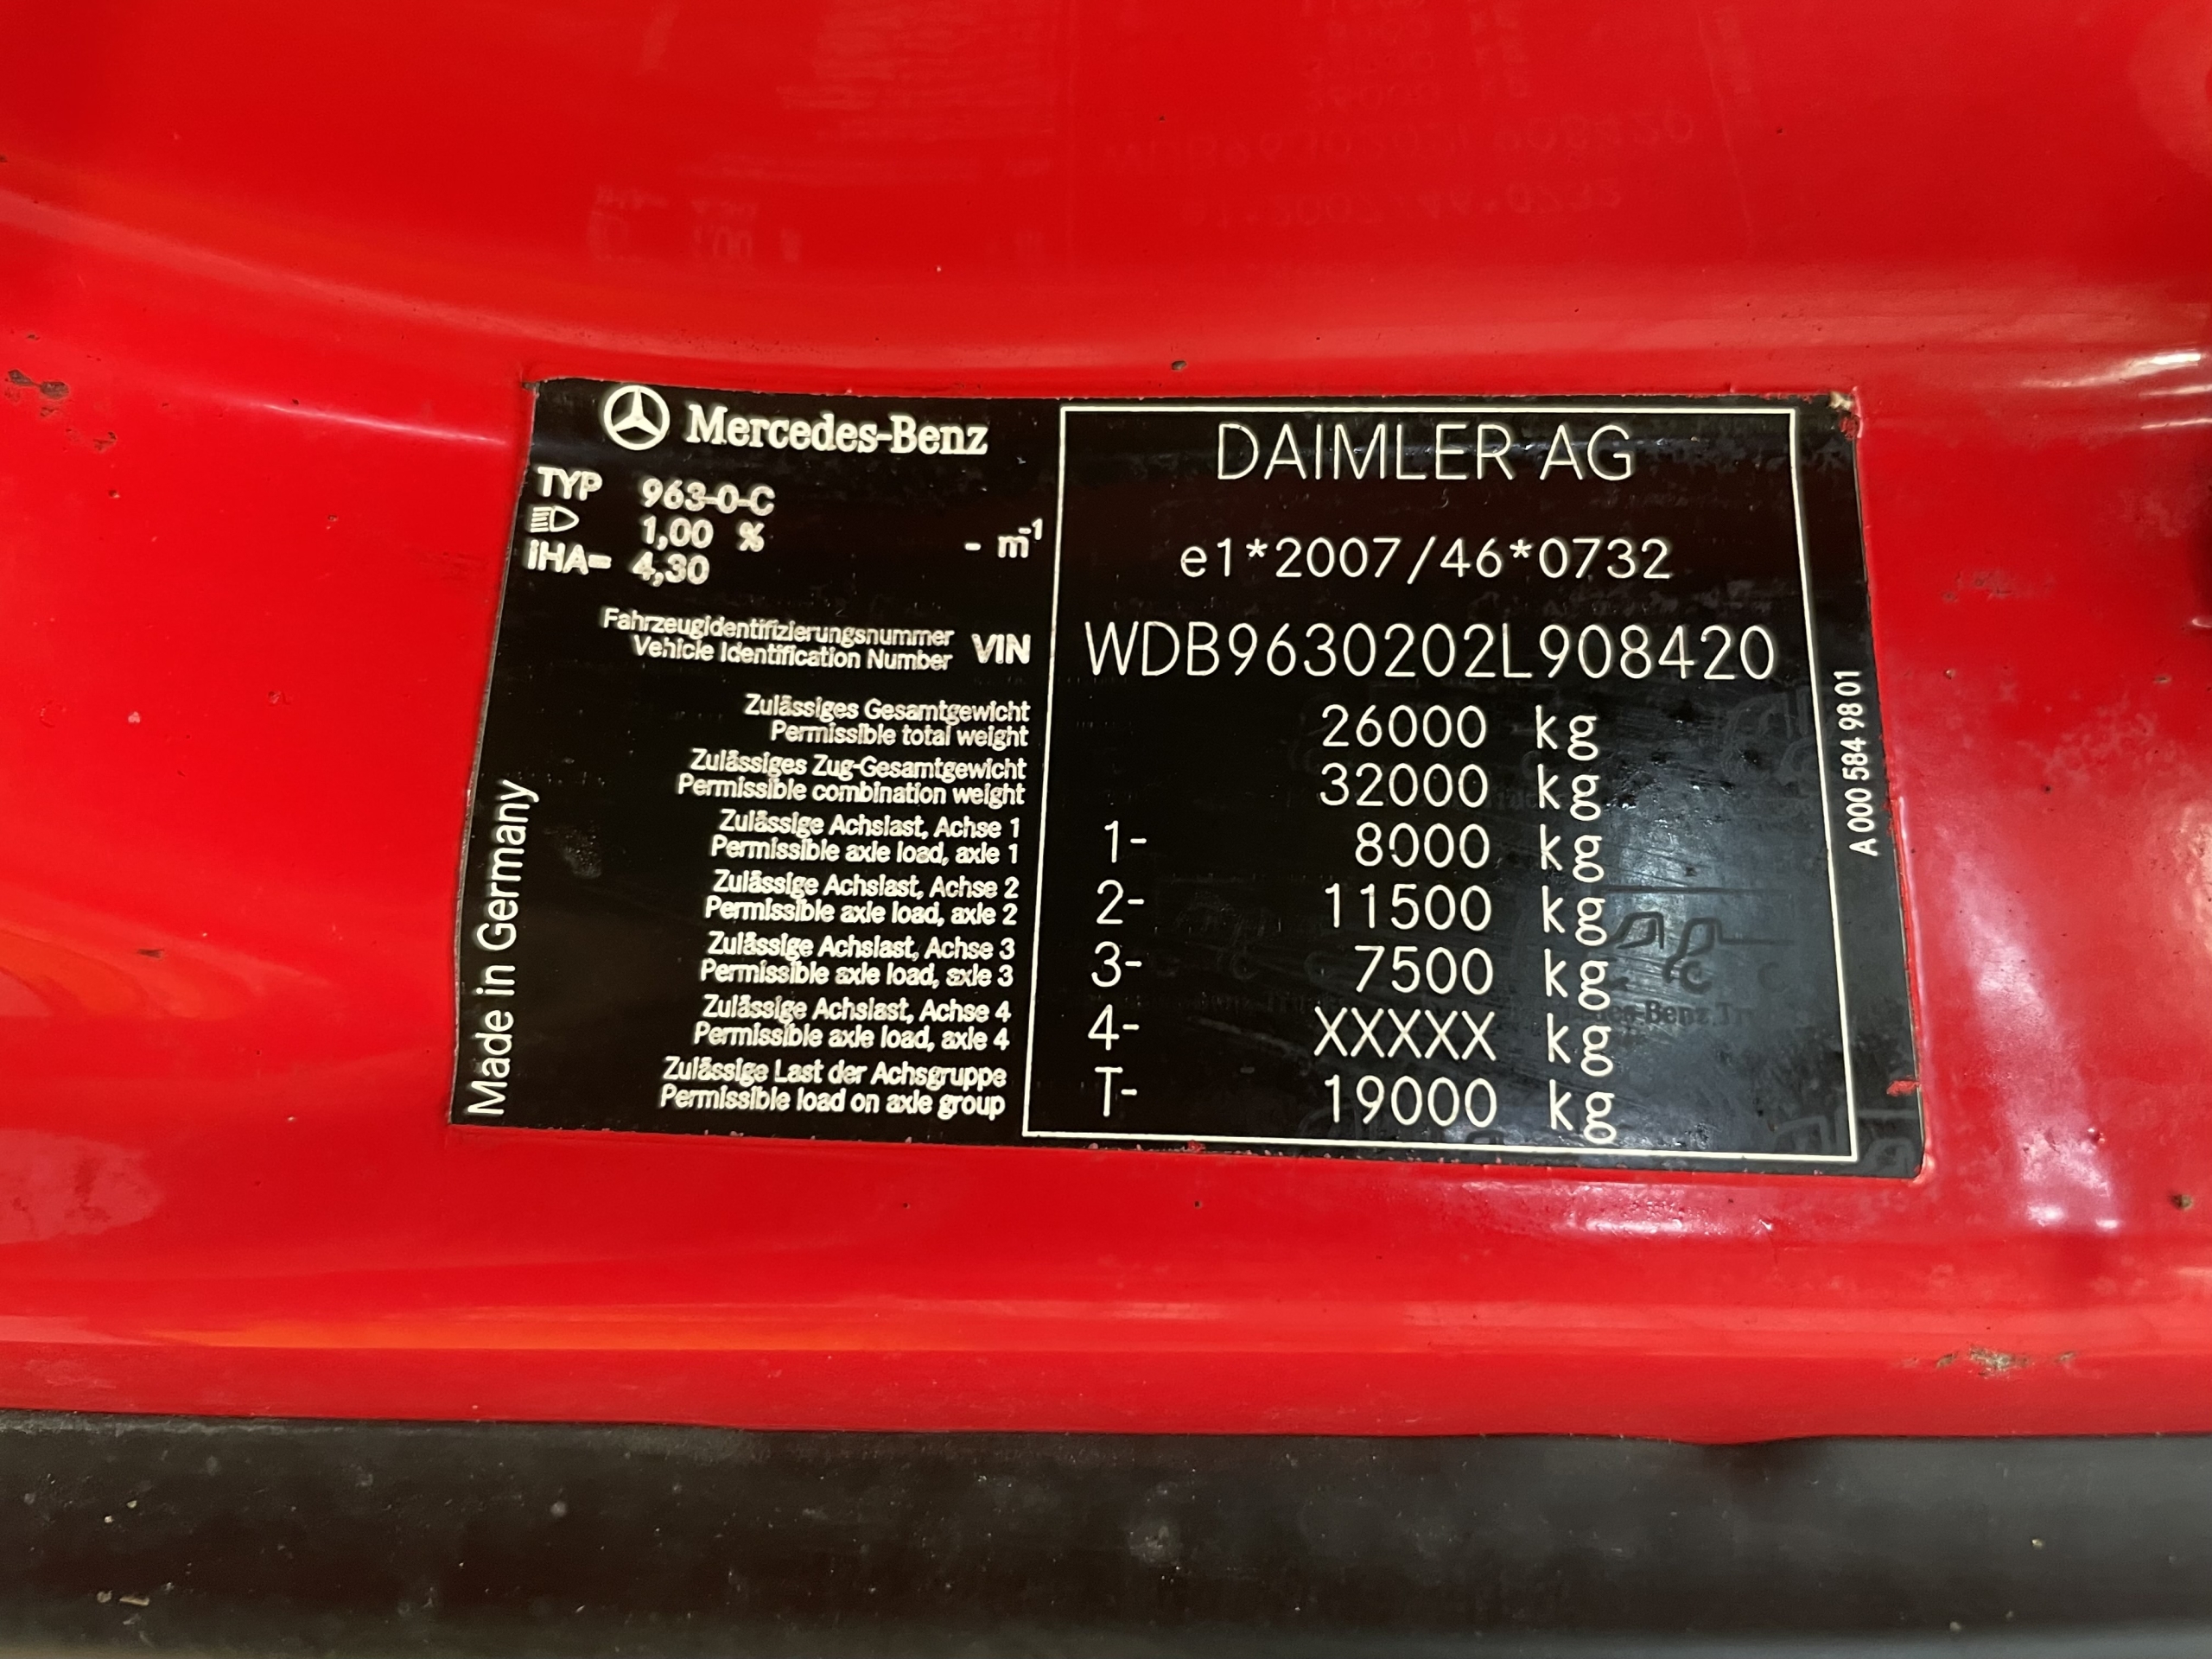 Mercedes-Benz
TYP 963-0-C
1,00 % - m⁻¹
iHA= 4,30
Fahrzeugidentifizierungsnummer
Vehicle Identification Number VIN
Zulässiges Gesamtgewicht
Permissible total weight
Zulässiges Zug-Gesamtgewicht
Permissible combination weight
Zulässige Achslast, Achse 1
Permissible axle load, axle 1
Zulässige Achslast, Achse 2
Permissible axle load, axle 2
Zulässige Achslast, Achse 3
Permissible axle load, axle 3
Zulässige Achslast, Achse 4
Permissible axle load, axle 4
Zulässige Last der Achsgruppe
Permissible load on axle group
Made in Germany
DAIMLER AG
e1*2007/46*0732
WDB9630202L908420
26000 kg
32000 kg
1- 8000 kg
2- 11500 kg
3- 7500 kg
4- XXXXX kg
T- 19000 kg
A 000 584 98 01